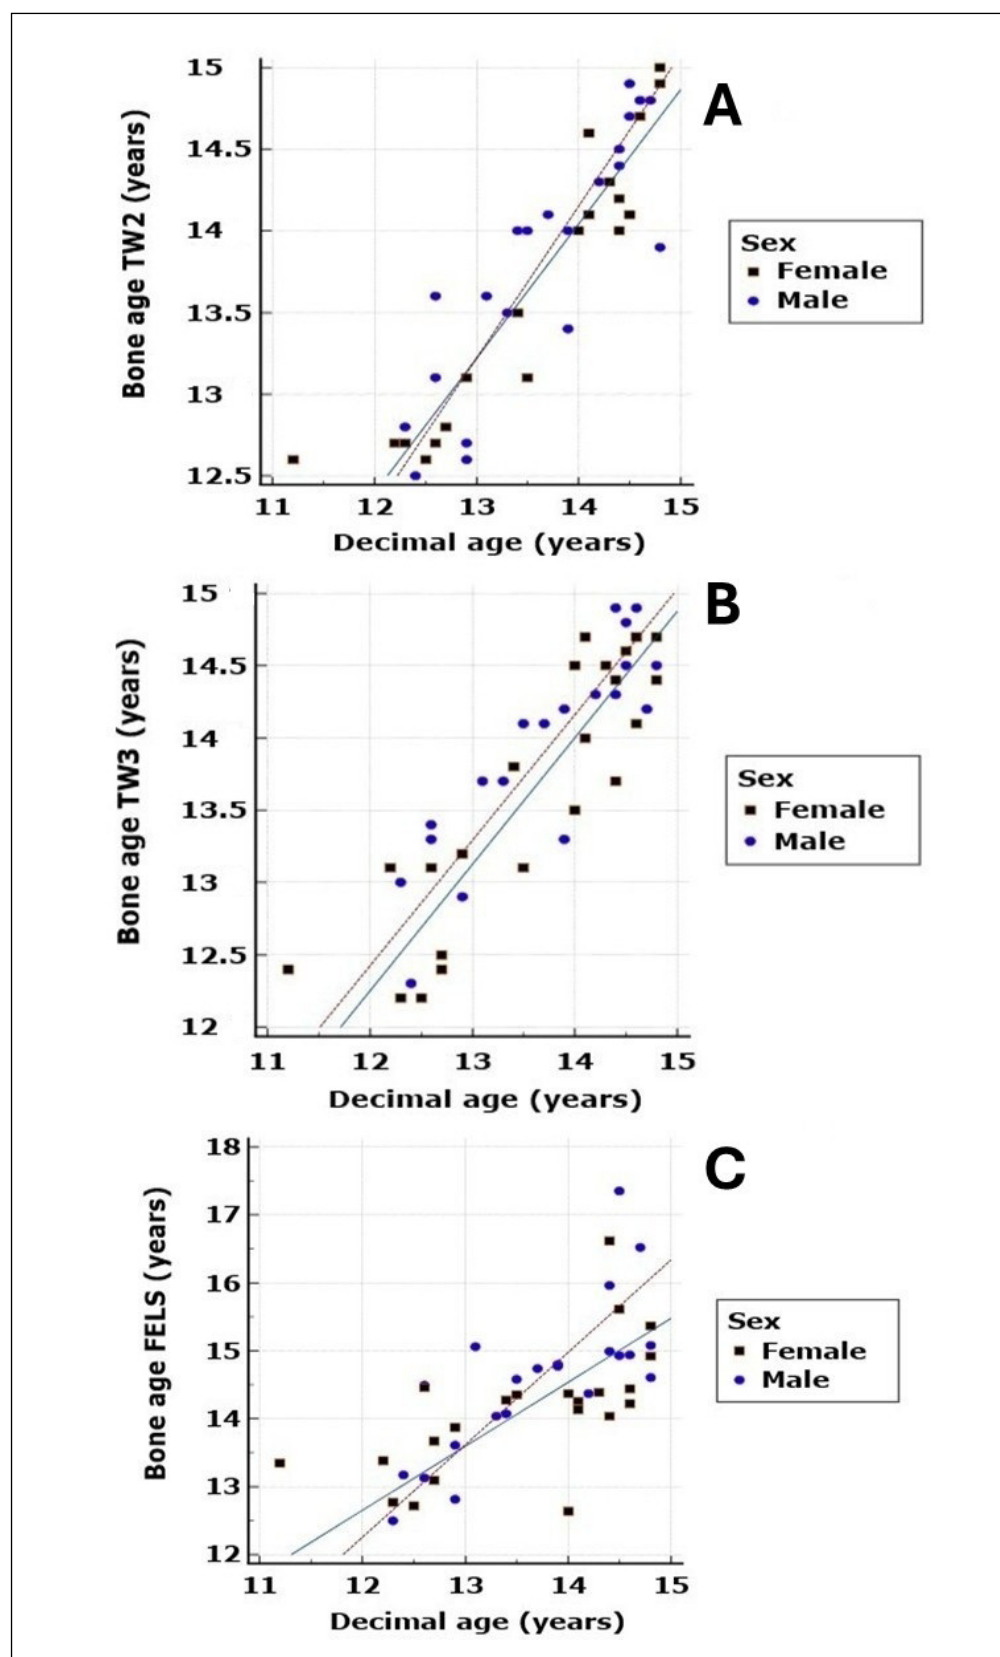 A
Bone age TW2 (years)
15
14.5
14
13.5
13
12.5
11 12 13 14 15
Decimal age (years)
Sex
Female
Male
B
Bone age TW3 (years)
15
14.5
14
13.5
13
12.5
12
11 12 13 14 15
Decimal age (years)
Sex
Female
Male
C
Bone age FELS (years)
18
17
16
15
14
13
12
11 12 13 14 15
Decimal age (years)
Sex
Female
Male